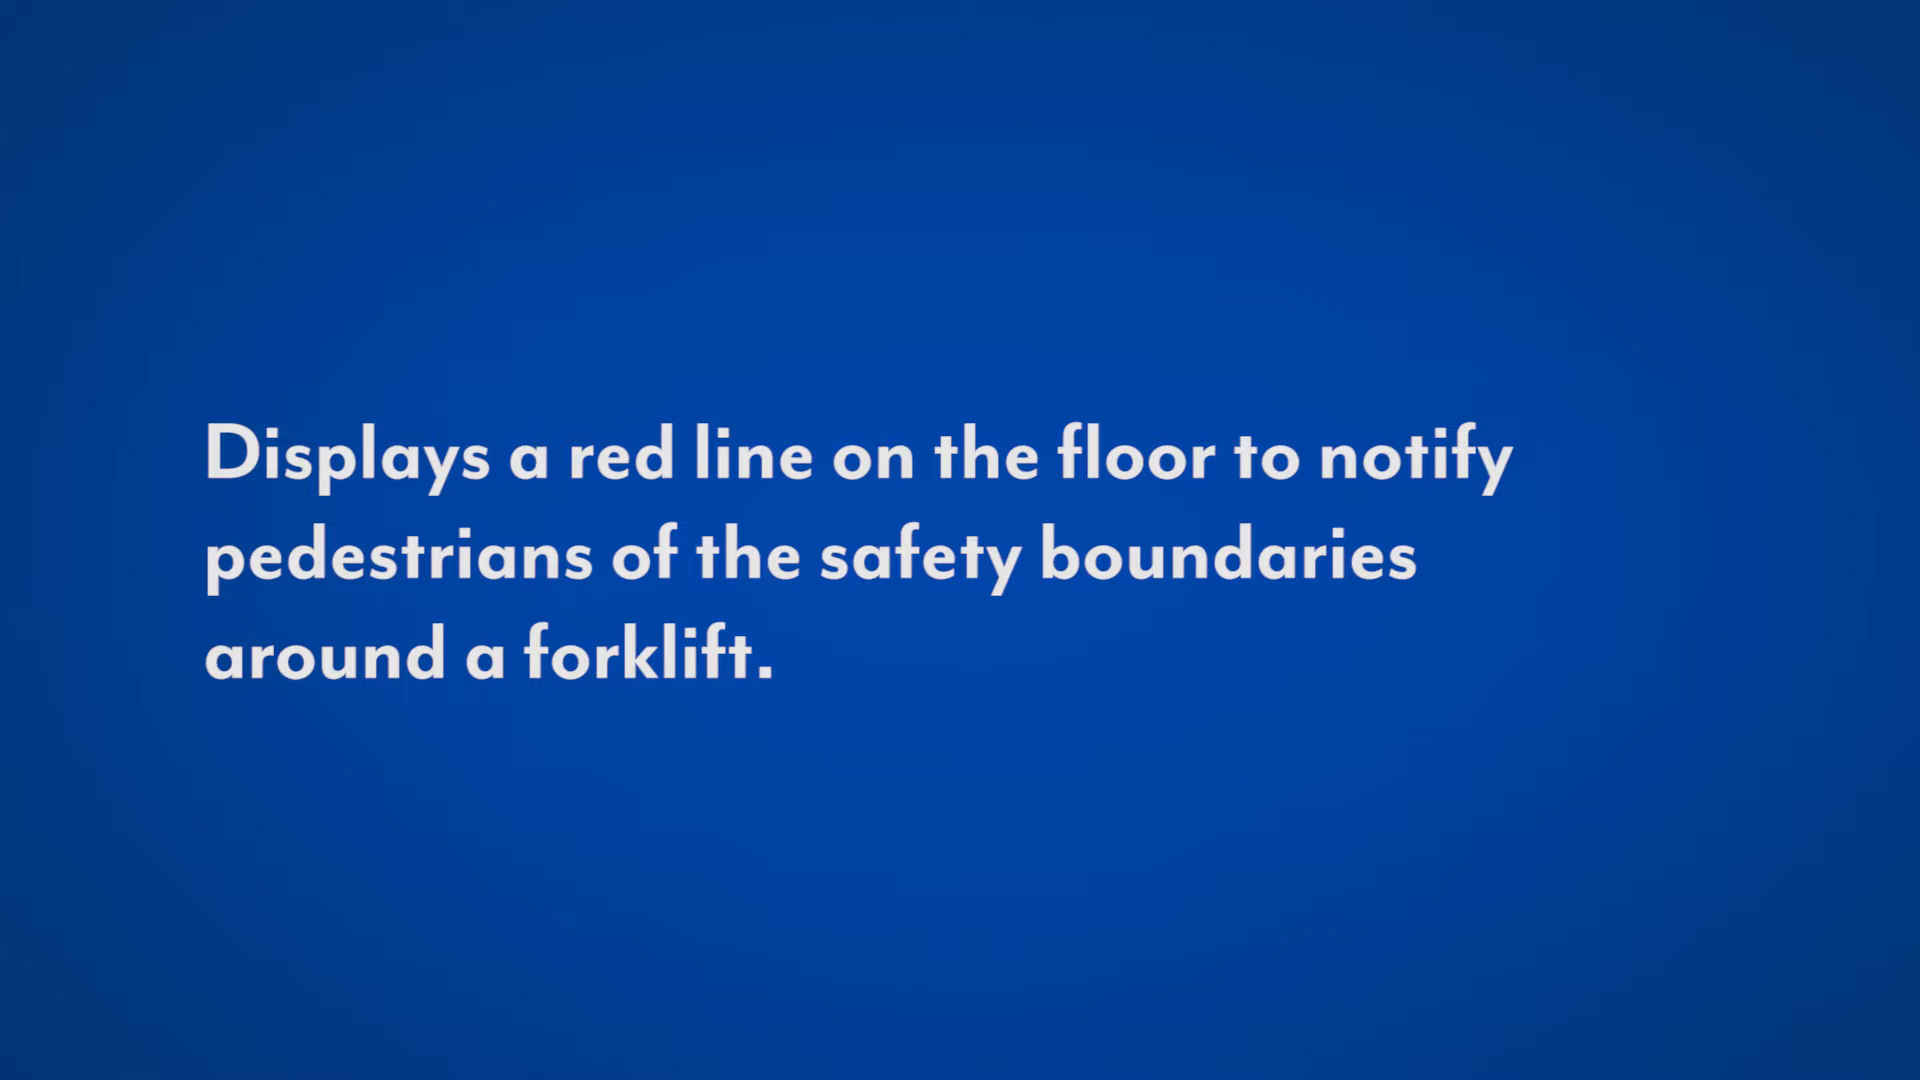 Displays a red line on the floor to notify
pedestrians of the safety boundaries
around a forklift.